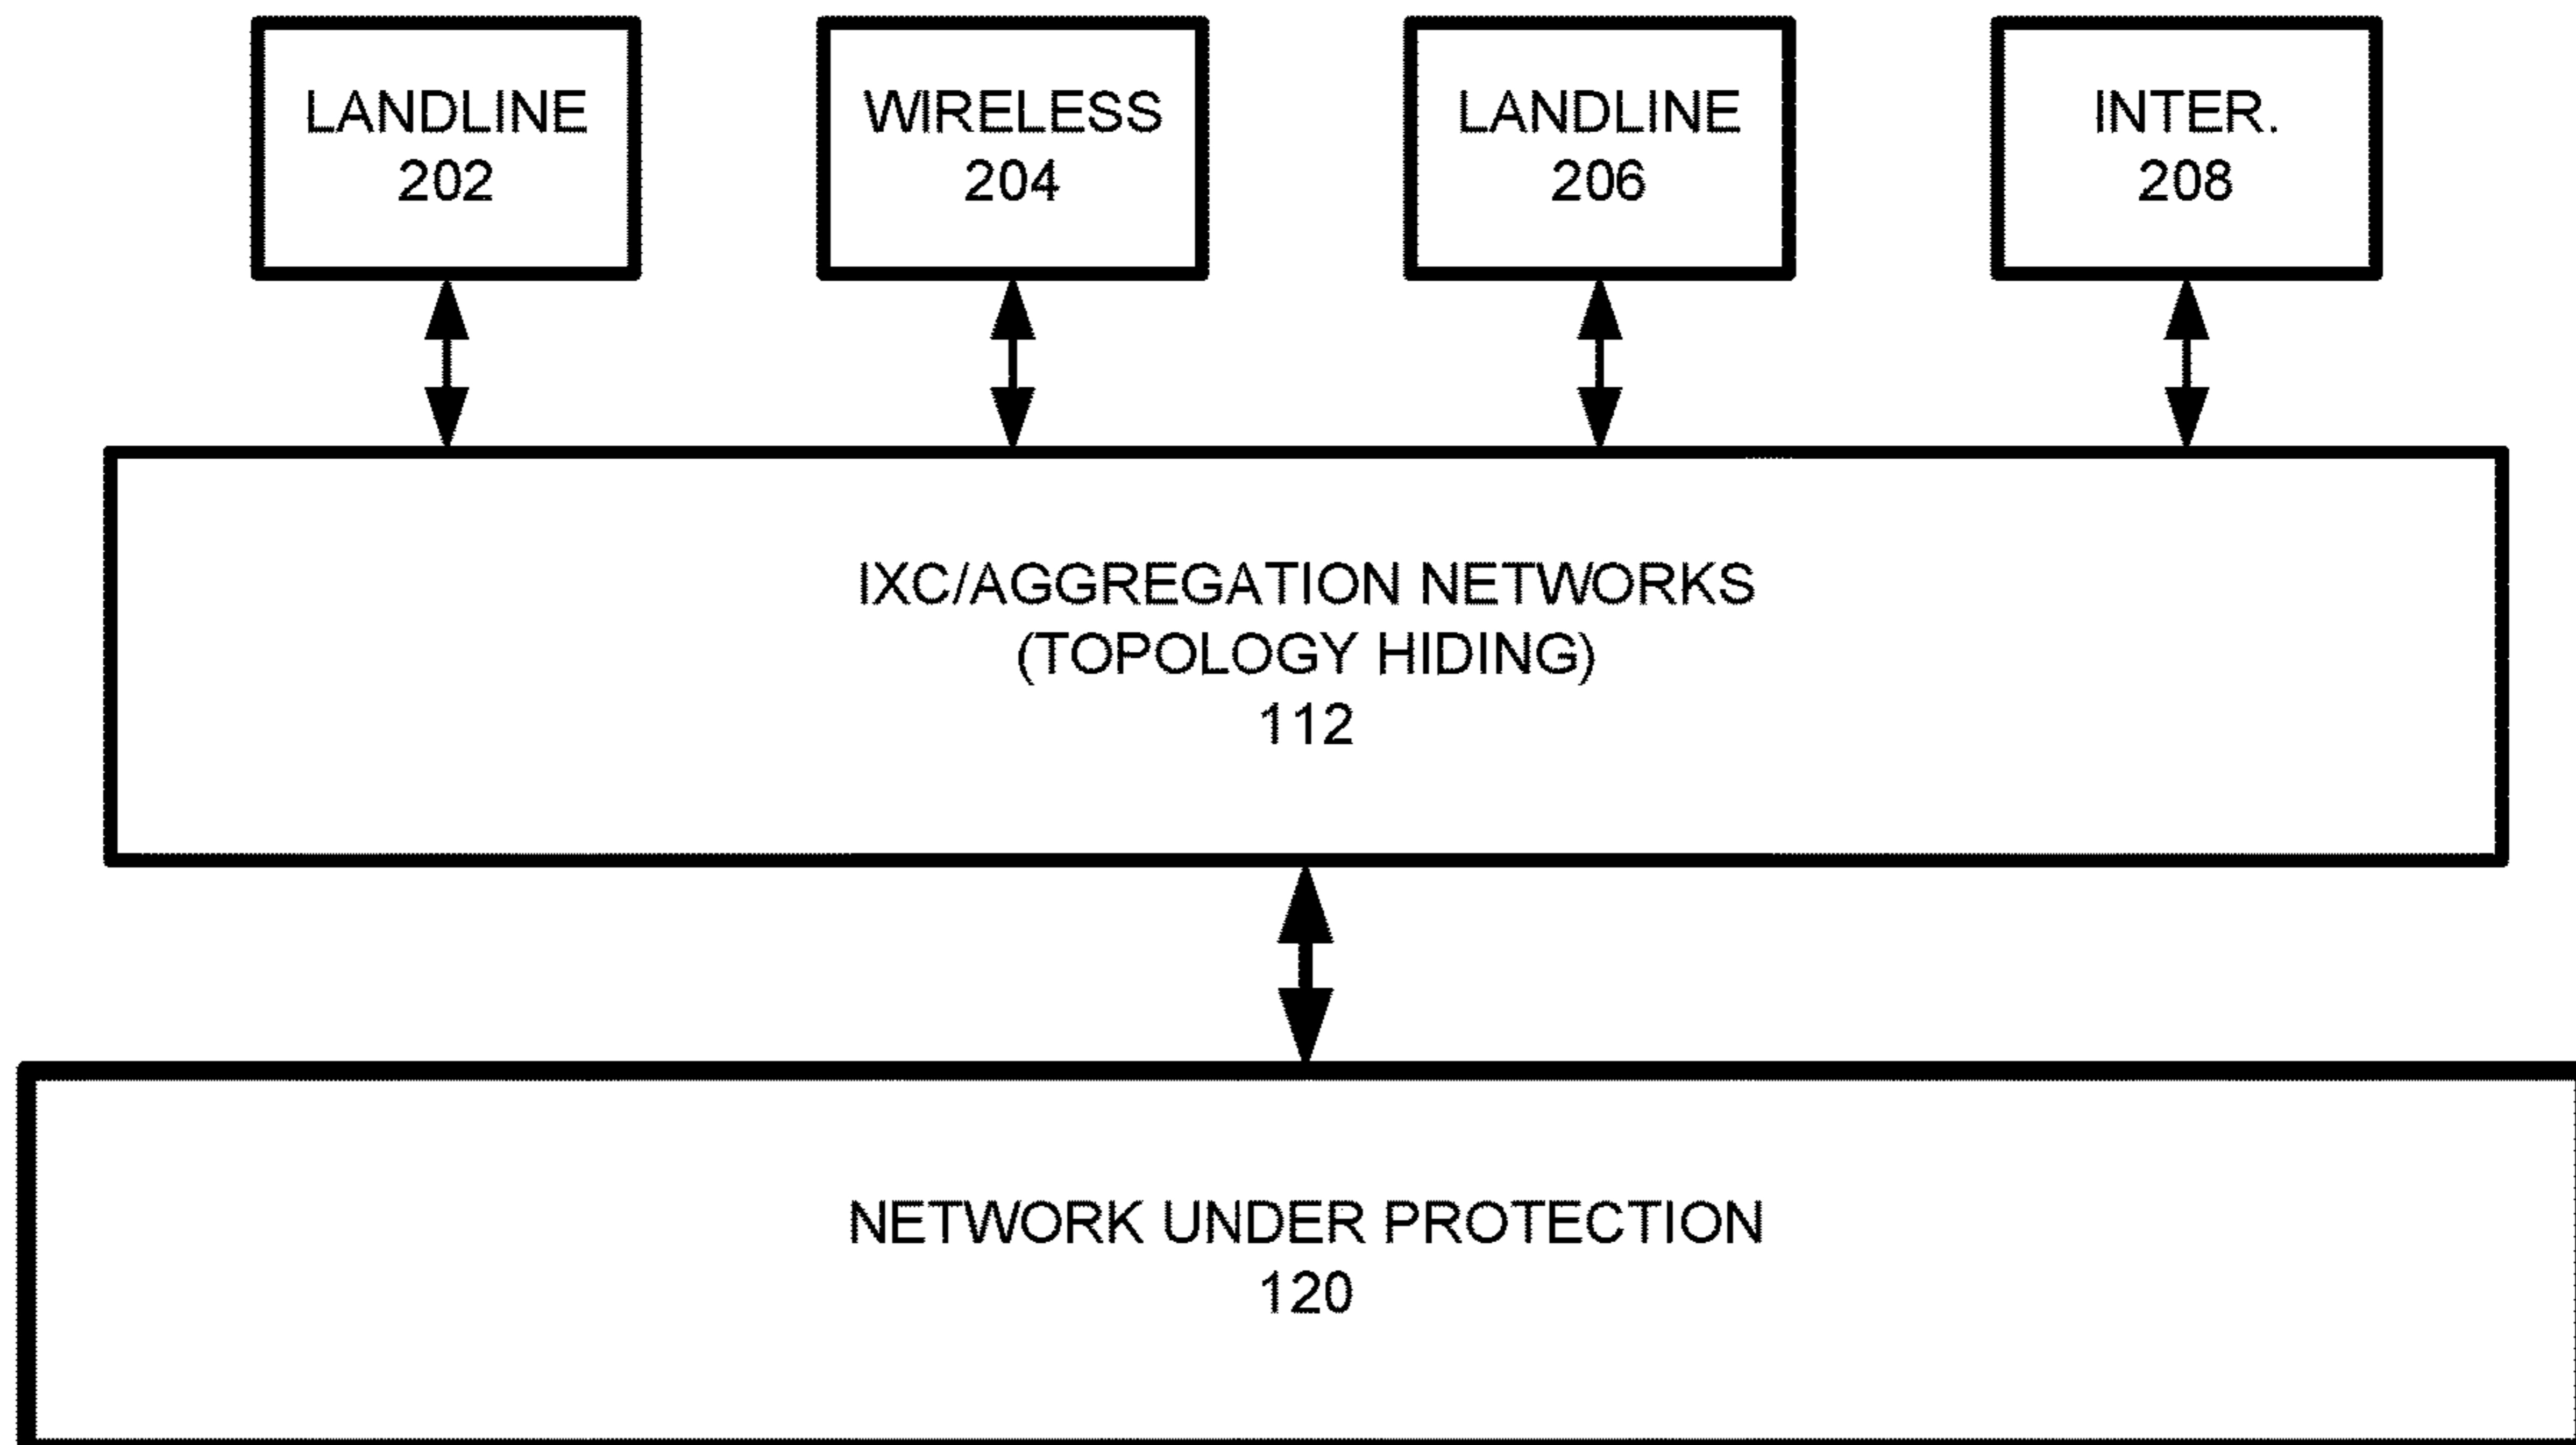 LANDLINE
202
WIRELESS
204
LANDLINE
206
INTER.
208
IXC/AGGREGATION NETWORKS
(TOPOLOGY HIDING)
112
NETWORK UNDER PROTECTION
120